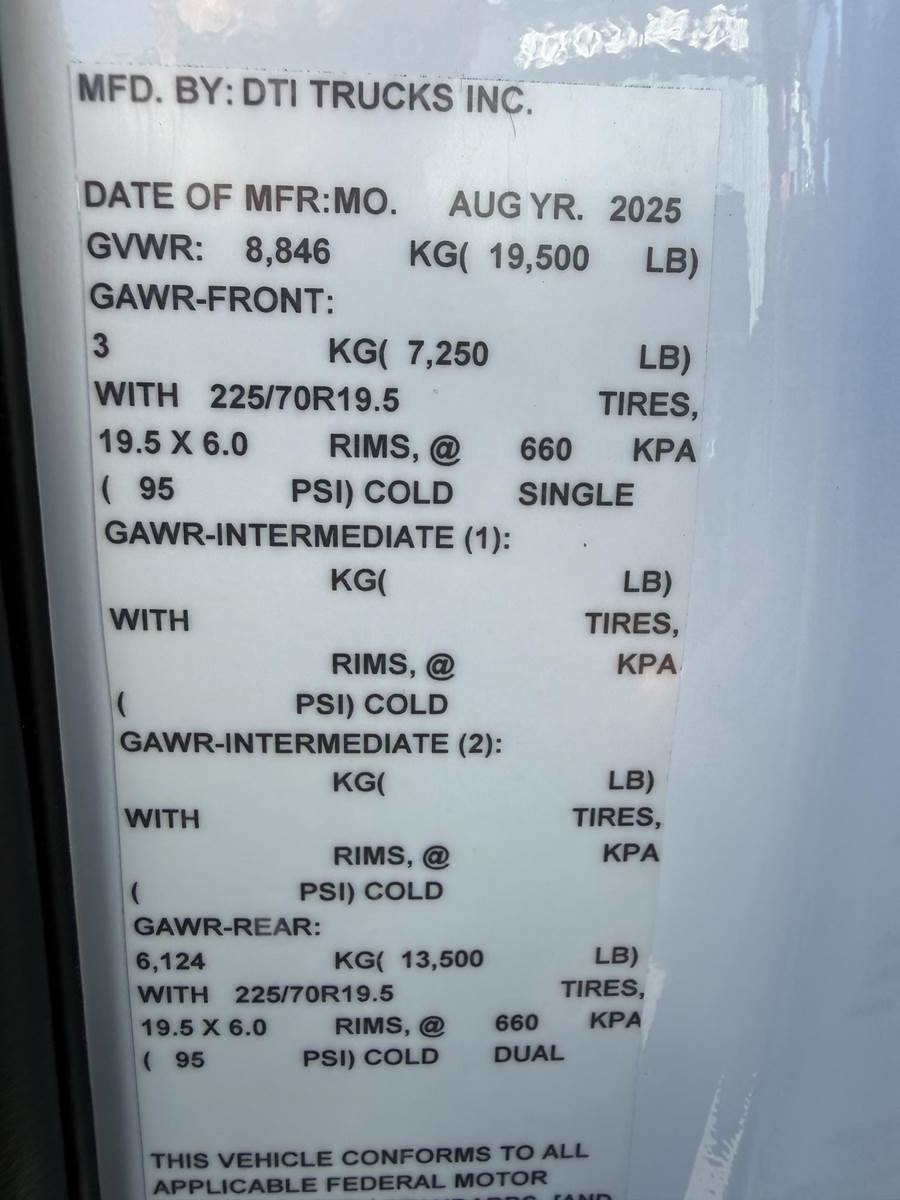 MFD. BY: DTI TRUCKS INC.
DATE OF MFR:MO. AUG YR. 2025
GVWR: 8,846 KG( 19,500 LB)
GAWR-FRONT:
3 KG( 7,250 LB)
WITH 225/70R19.5 TIRES,
19.5 X 6.0 RIMS, @ 660 KPA
( 95 PSI) COLD SINGLE
GAWR-INTERMEDIATE (1):
KG( LB)
WITH TIRES,
RIMS, @ KPA
( PSI) COLD
GAWR-INTERMEDIATE (2):
KG( LB)
WITH TIRES,
RIMS, @ KPA
( PSI) COLD
GAWR-REAR:
6,124 KG( 13,500 LB)
WITH 225/70R19.5 TIRES,
19.5 X 6.0 RIMS, @ 660 KPA
( 95 PSI) COLD DUAL
THIS VEHICLE CONFORMS TO ALL
APPLICABLE FEDERAL MOTOR